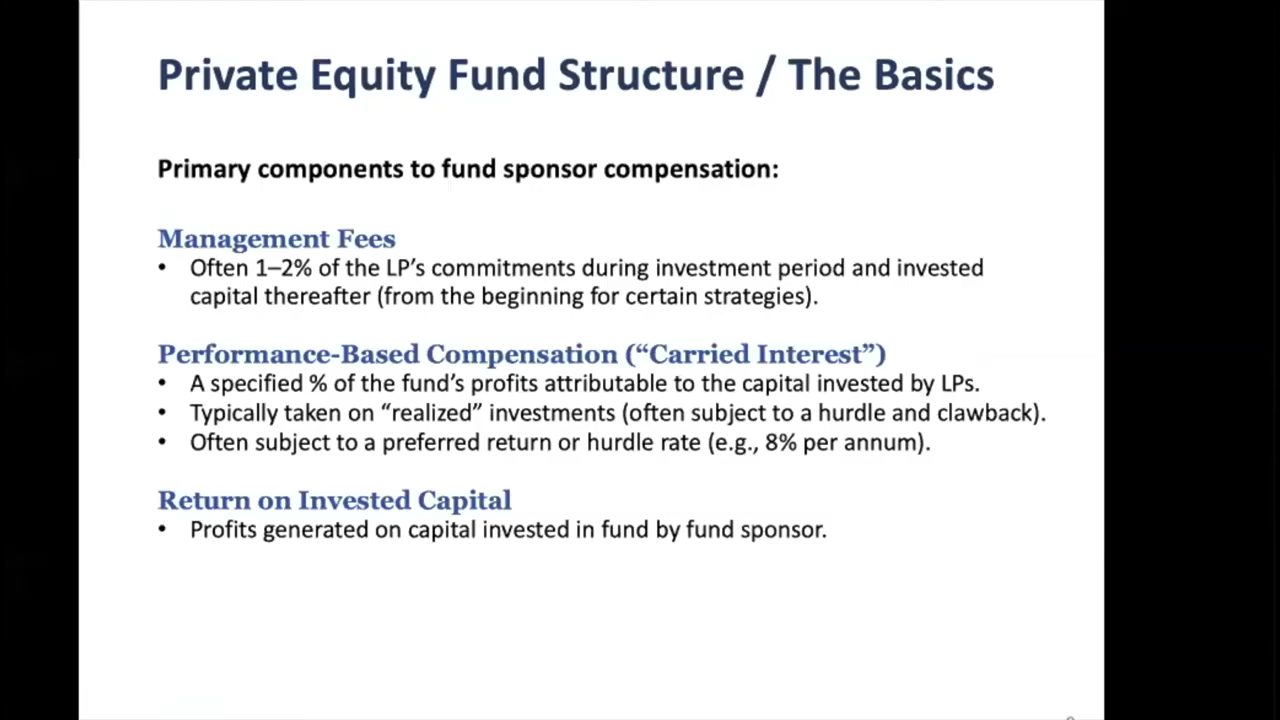 Private Equity Fund Structure / The Basics
Primary components to fund sponsor compensation:
Management Fees
• Often 1–2% of the LP’s commitments during investment period and invested
capital thereafter (from the beginning for certain strategies).
Performance-Based Compensation (“Carried Interest”)
• A specified % of the fund’s profits attributable to the capital invested by LPs.
• Typically taken on “realized” investments (often subject to a hurdle and clawback).
• Often subject to a preferred return or hurdle rate (e.g., 8% per annum).
Return on Invested Capital
• Profits generated on capital invested in fund by fund sponsor.